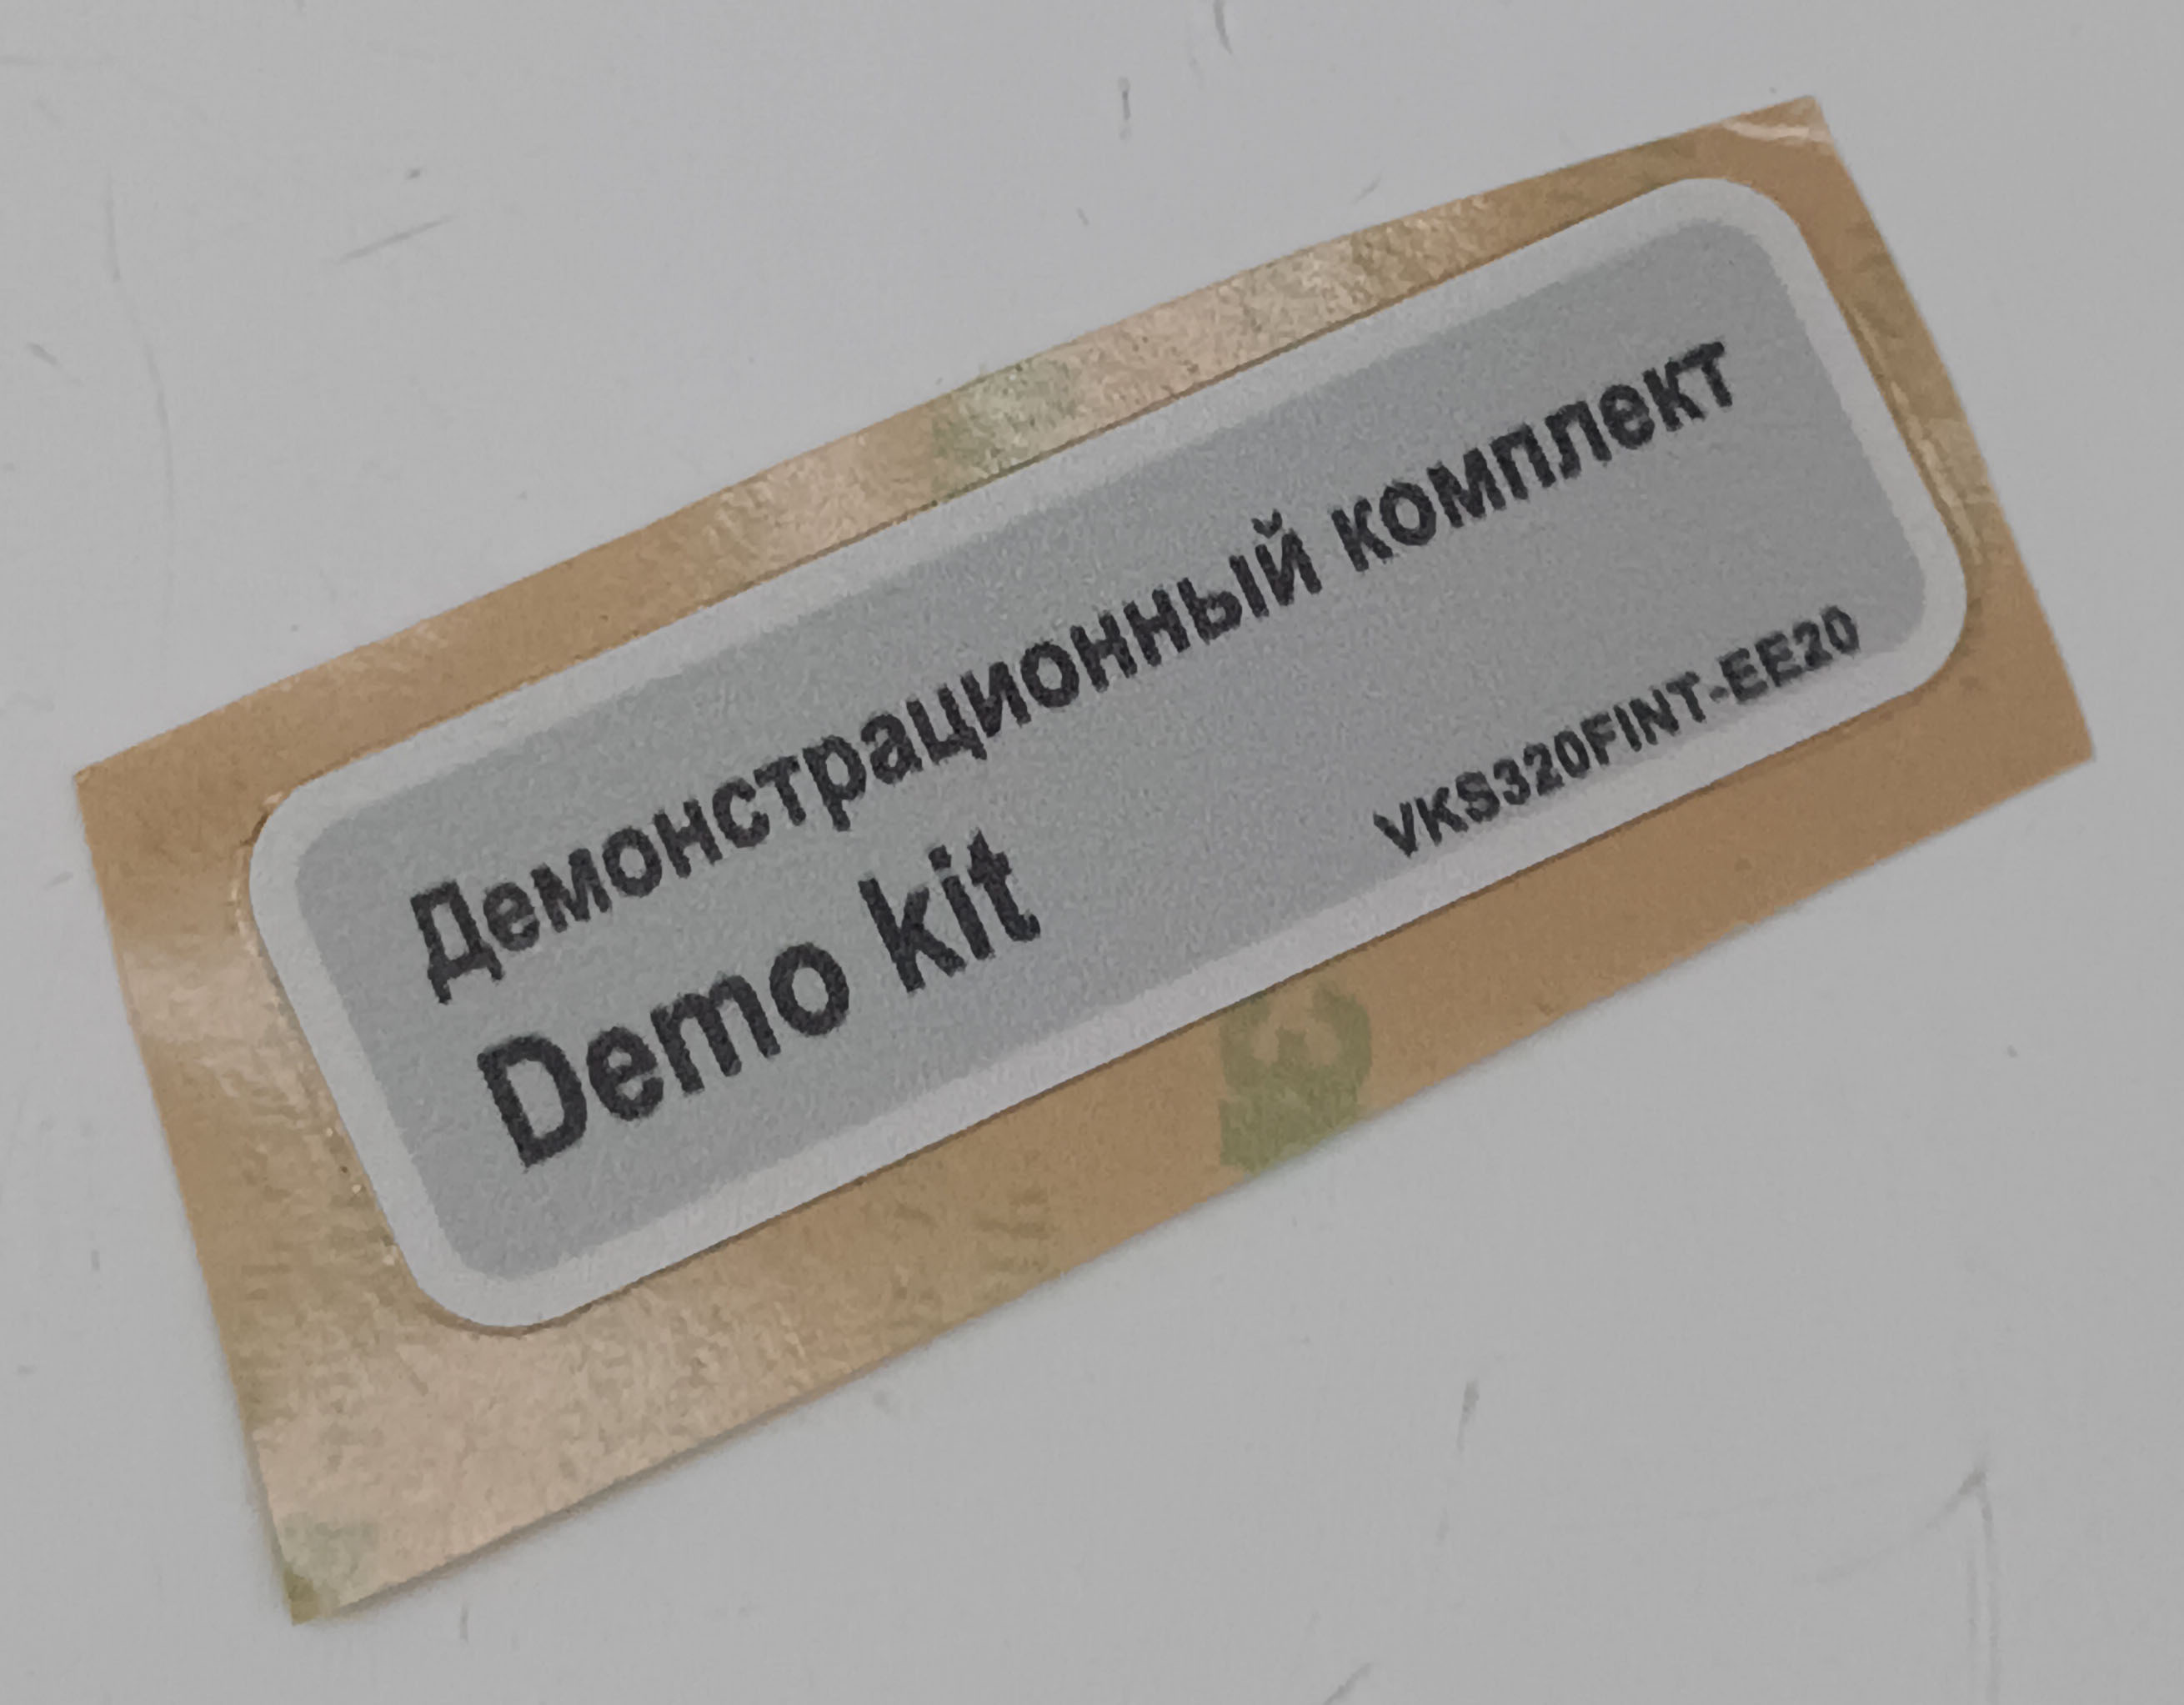 Демонстрационный комплект
Demo kit
VKS320FINT-EE20